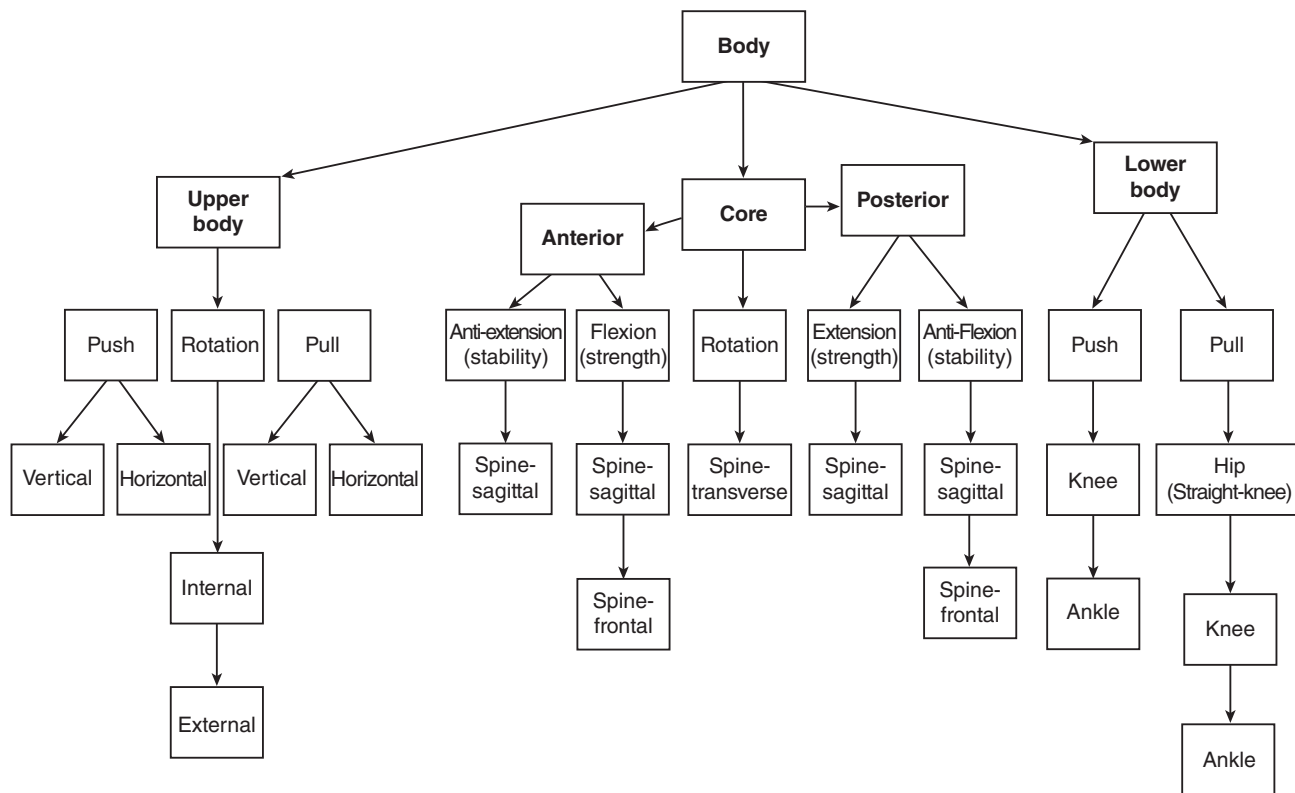 Body
Upper
body
Anterior
Core
Posterior
Lower
body
Push
Rotation
Pull
Anti-extension
(stability)
Flexion
(strength)
Rotation
Extension
(strength)
Anti-Flexion
(stability)
Push
Pull
Vertical
Horizontal
Vertical
Horizontal
Spine-
sagittal
Spine-
sagittal
Spine-
transverse
Spine-
sagittal
Spine-
sagittal
Knee
Hip
(Straight-knee)
Internal
Spine-
frontal
Spine-
frontal
Ankle
Knee
External
Ankle